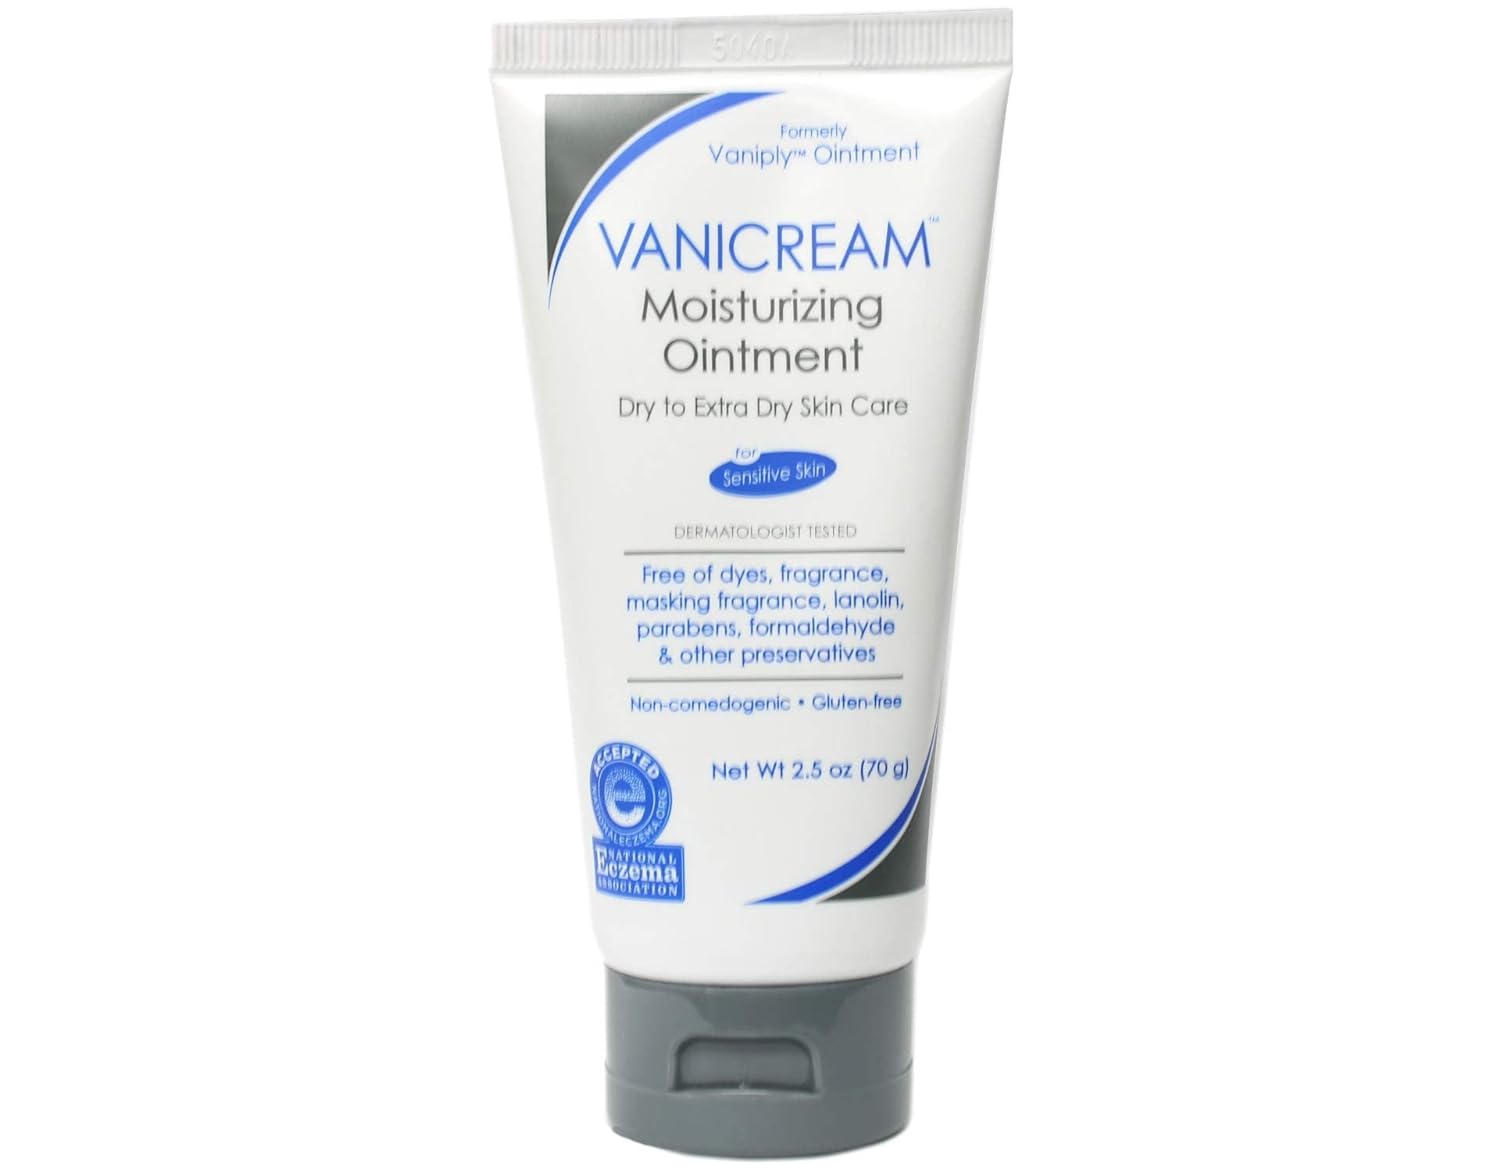 Formerly
Vaniply™ Ointment
VANICREAM™
Moisturizing
Ointment
Dry to Extra Dry Skin Care
for
Sensitive Skin
DERMATOLOGIST TESTED
Free of dyes, fragrance,
masking fragrance, lanolin,
parabens, formaldehyde
& other preservatives
Non-comedogenic • Gluten-free
Net Wt 2.5 oz (70 g)
ACCEPTED
e
NATIONALECZEMA.ORG
NATIONAL
Eczema
ASSOCIATION